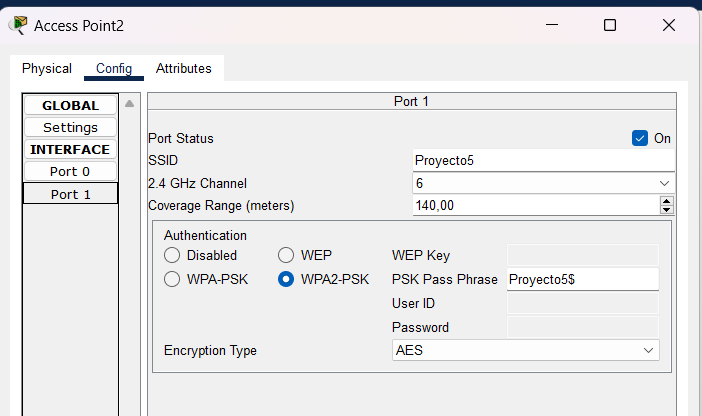 Access Point2
Physical Config Attributes
GLOBAL
Settings
INTERFACE
Port 0
Port 1
Port 1
Port Status On
SSID Proyecto5
2.4 GHz Channel 6
Coverage Range (meters) 140,00
Authentication
Disabled WEP WEP Key
WPA-PSK WPA2-PSK PSK Pass Phrase Proyecto5$
User ID
Password
Encryption Type AES